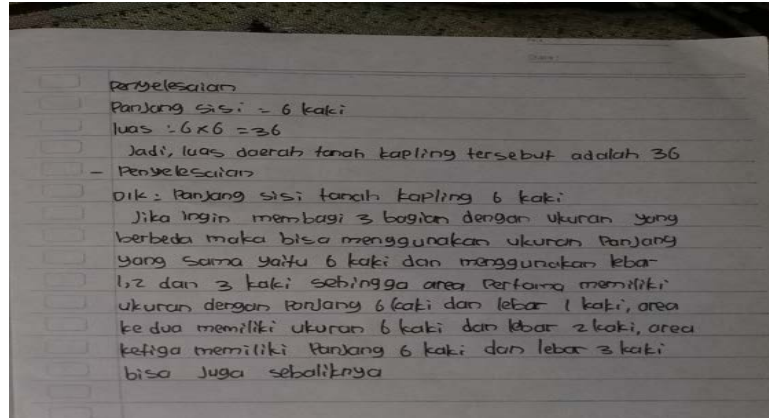 Penyelesaian
Panjang sisi = 6 kaki
luas : 6 x 6 = 36
Jadi, luas daerah tanah kapling tersebut adalah 36
- Penyelesaian
Dik : Panjang sisi tanah kapling 6 kaki
Jika ingin membagi 3 bagian dengan ukuran yang
berbeda maka bisa menggunakan ukuran panjang
yang sama yaitu 6 kaki dan menggunakan lebar
1,2 dan 3 kaki sehingga area pertama memiliki
ukuran dengan panjang 6 kaki dan lebar 1 kaki, area
ke dua memiliki ukuran 6 kaki dan lebar 2 kaki, area
ketiga memiliki Panjang 6 kaki dan lebar 3 kaki
bisa Juga sebaliknya